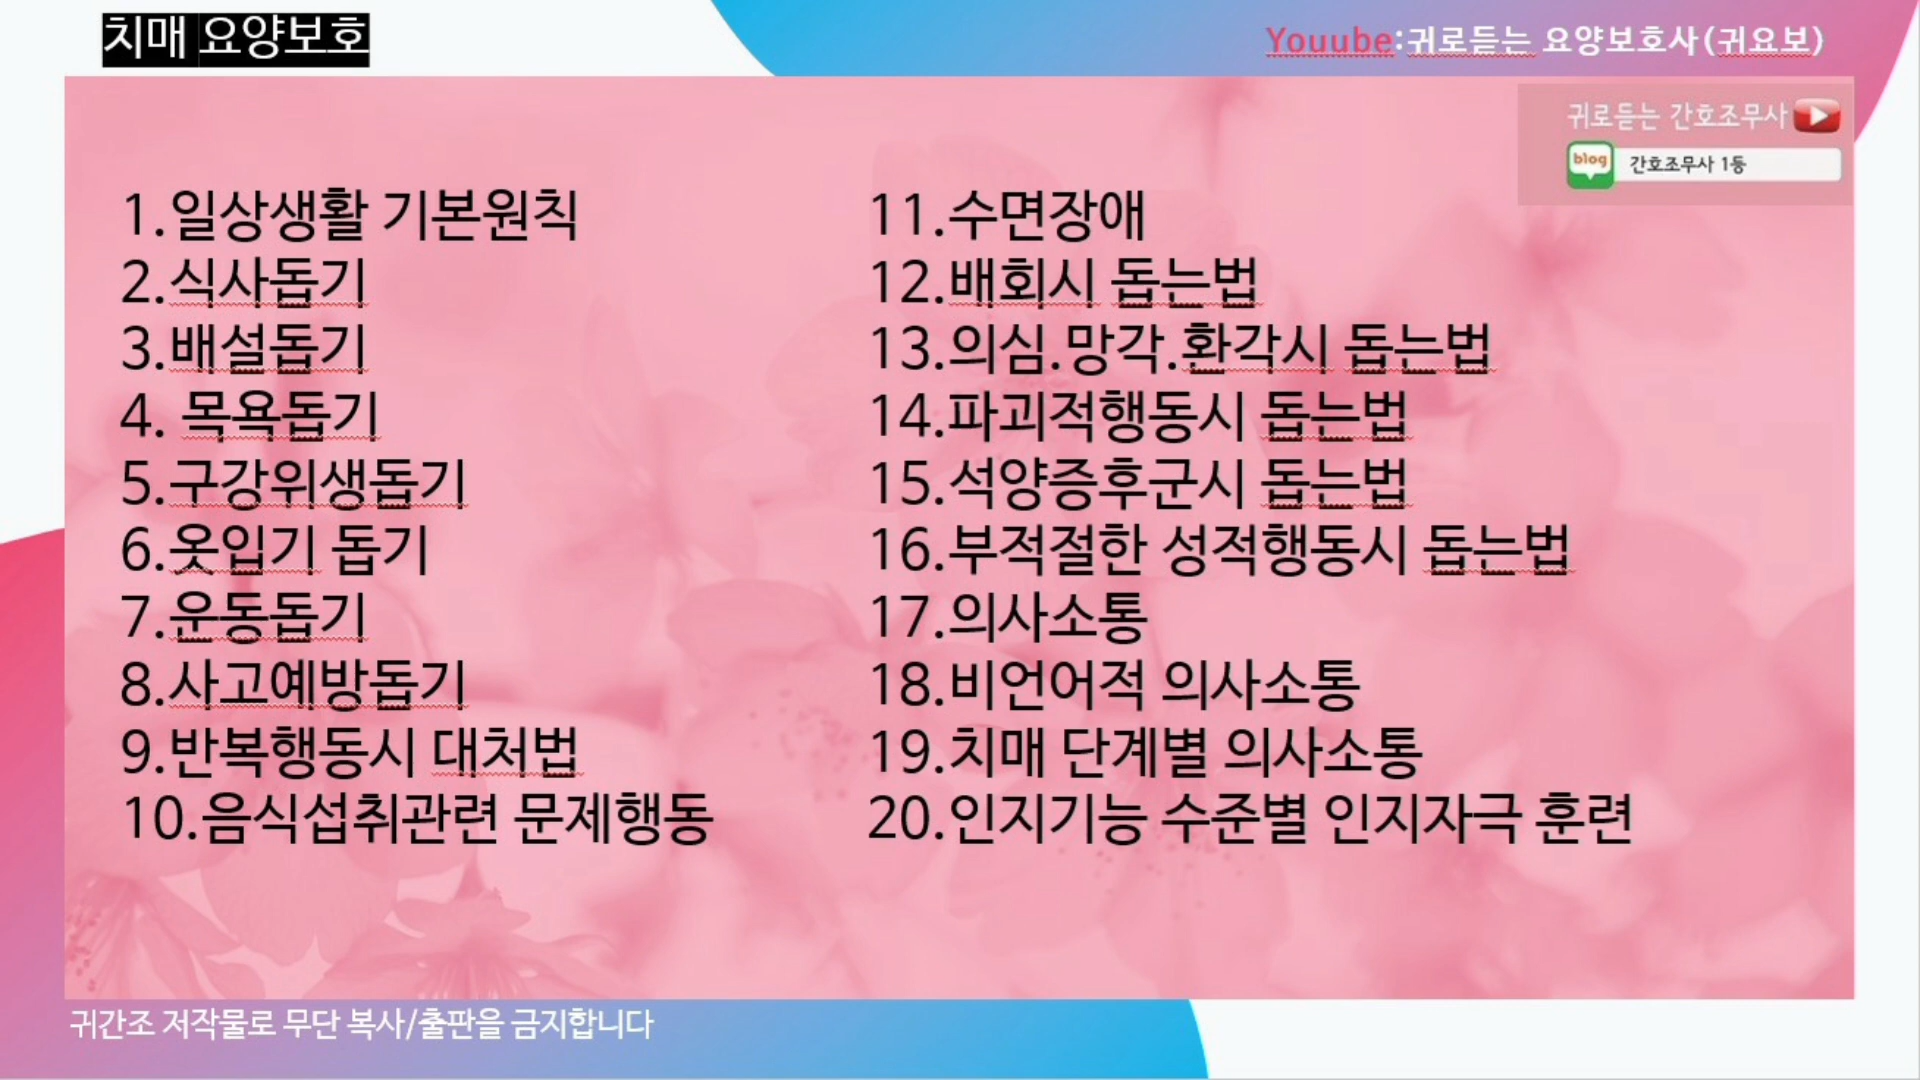 치매 요양보호
Youube:귀로듣는 요양보호사(귀요보)
귀로듣는 간호조무사
blog 간호조무사 1등
1.일상생활 기본원칙
2.식사돕기
3.배설돕기
4. 목욕돕기
5.구강위생돕기
6.옷입기 돕기
7.운동돕기
8.사고예방돕기
9.반복행동시 대처법
10.음식섭취관련 문제행동
11.수면장애
12.배회시 돕는법
13.의심.망각.환각시 돕는법
14.파괴적행동시 돕는법
15.석양증후군시 돕는법
16.부적절한 성적행동시 돕는법
17.의사소통
18.비언어적 의사소통
19.치매 단계별 의사소통
20.인지기능 수준별 인지자극 훈련
귀간조 저작물로 무단 복사/출판을 금지합니다